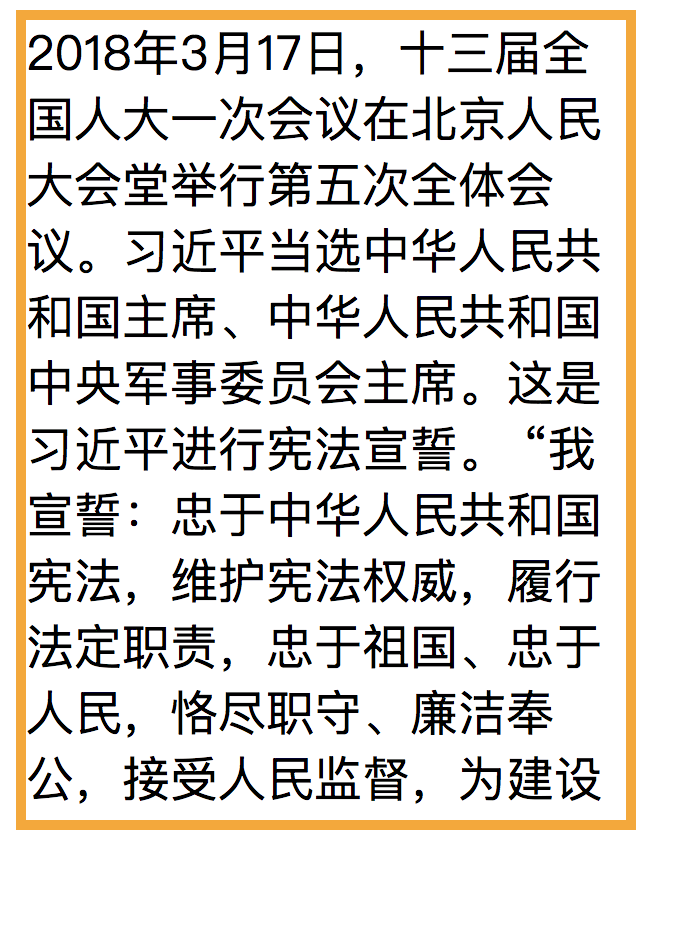 2018年3月17日，十三届全
国人大一次会议在北京人民
大会堂举行第五次全体会
议。习近平当选中华人民共
和国主席、中华人民共和国
中央军事委员会主席。这是
习近平进行宪法宣誓。“我
宣誓：忠于中华人民共和国
宪法，维护宪法权威，履行
法定职责，忠于祖国、忠于
人民，恪尽职守、廉洁奉
公，接受人民监督，为建设